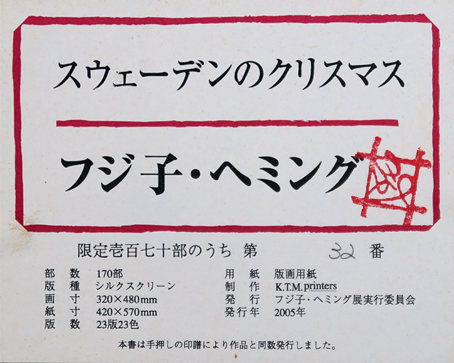 スウェーデンのクリスマス
フジ子・ヘミング
限定壱百七十部のうち 第 32 番
部数 170部
版種 シルクスクリーン
画寸 320×480mm
紙寸 420×570mm
版数 23版23色
用紙 版画用紙
制作 K.T.M.printers
発行 フジ子・ヘミング展実行委員会
発行年 2005年
本書は手押しの印譜により作品と同数発行しました。